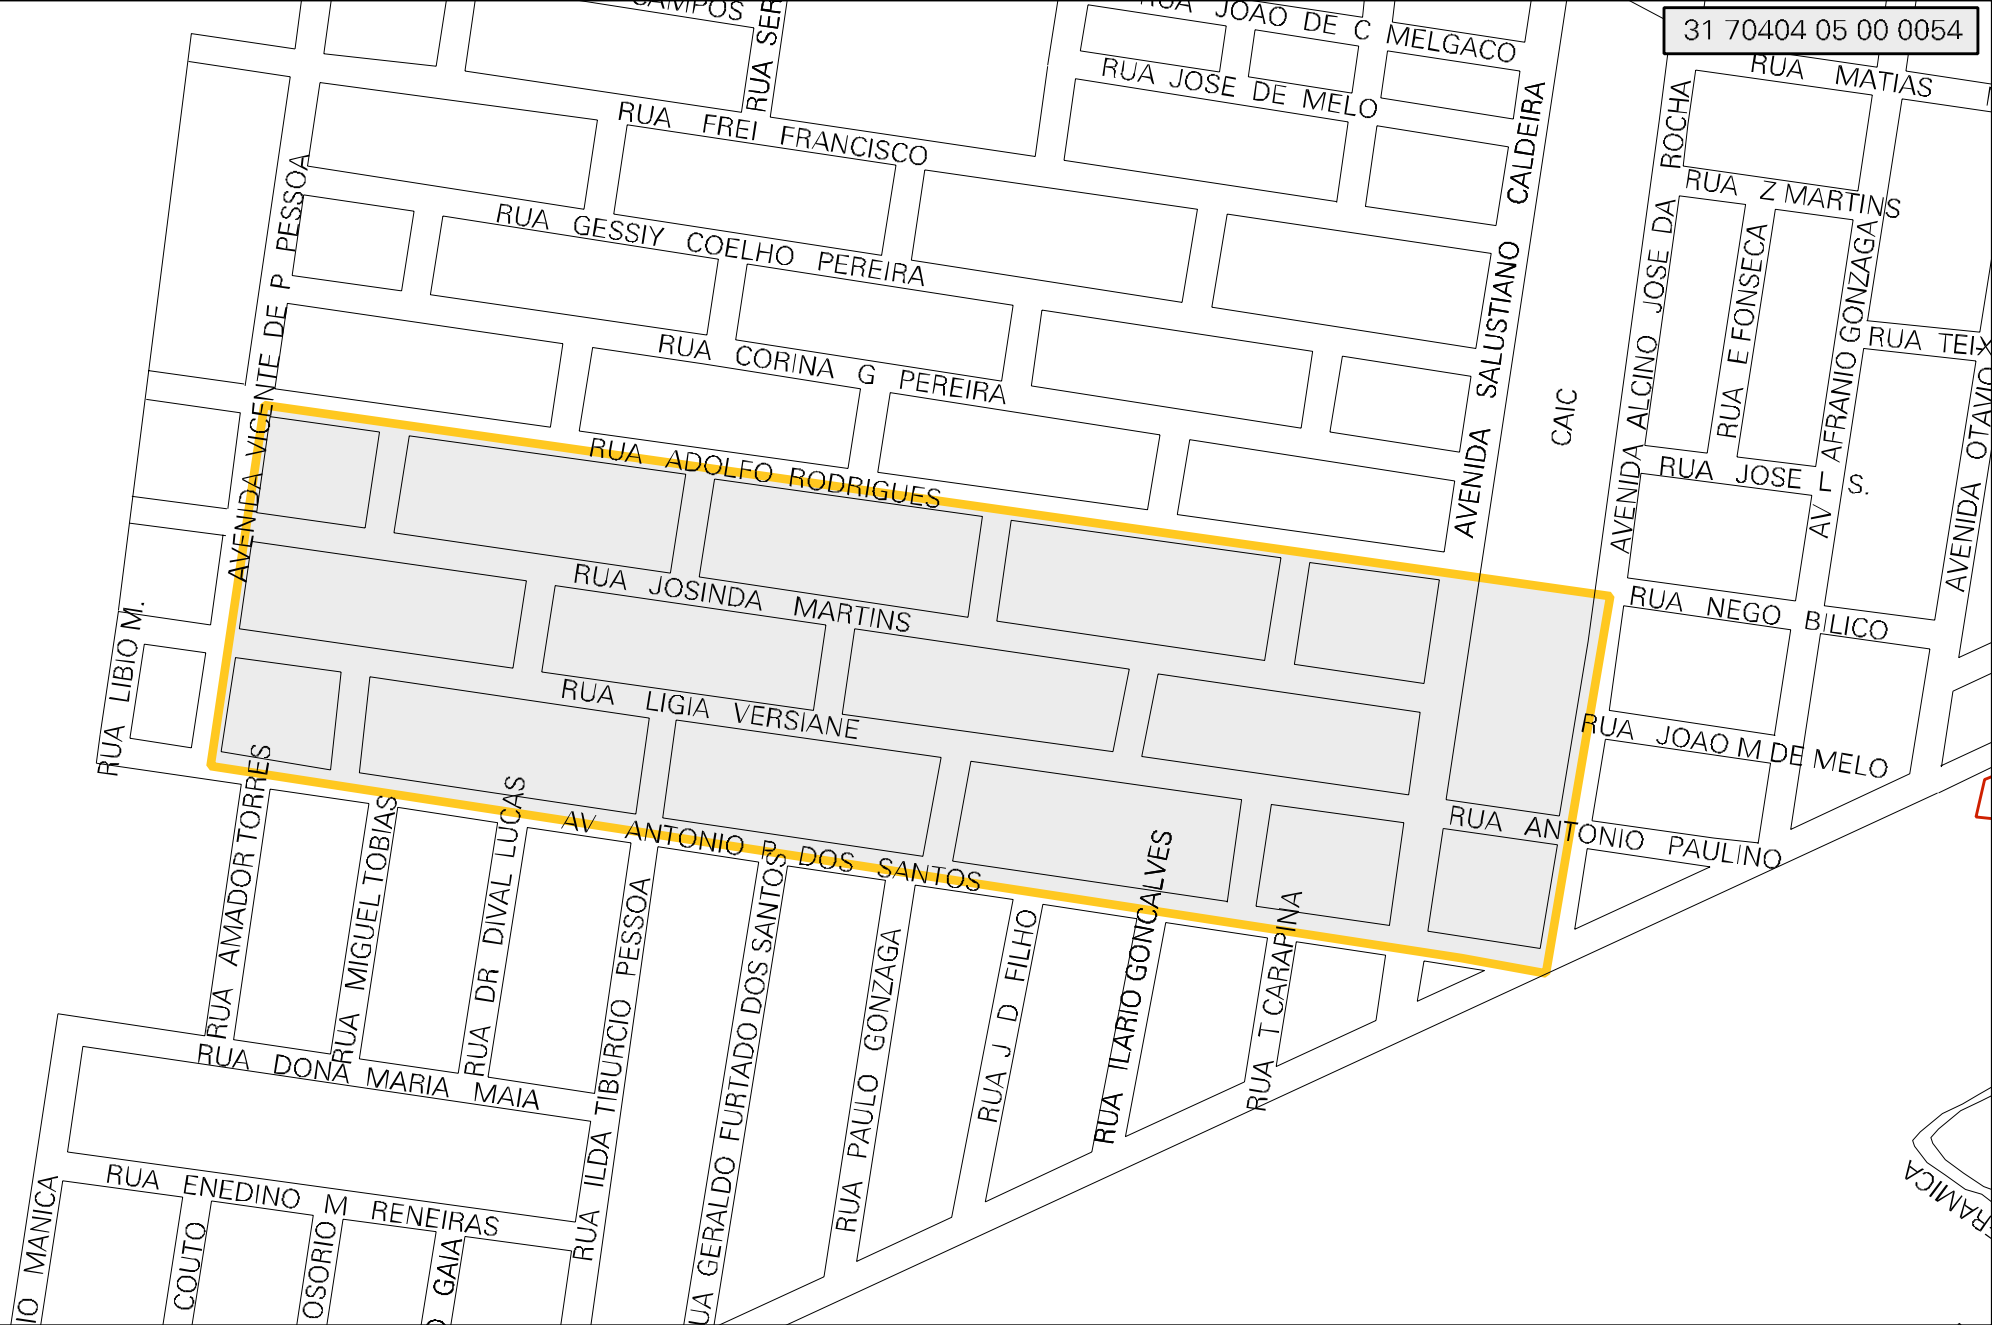 CAMPOS
RUA SER
RUA JOAO DE C MELGACO
31 70404 05 00 0054
RUA JOSE DE MELO
RUA MATIAS
RUA FREI FRANCISCO
AVENIDA SALUSTIANO CALDEIRA
AVENIDA ALCINO JOSE DA ROCHA
RUA Z MARTINS
RUA GESSIY COELHO PEREIRA
AVENIDA VICENTE DE P PESSOA
RUA E FONSECA
AV AFRANIO GONZAGA
RUA TEIX
RUA CORINA G PEREIRA
CAIC
AVENIDA OTAVIO
RUA ADOLFO RODRIGUES
RUA JOSE L S.
RUA JOSINDA MARTINS
RUA NEGO BILICO
RUA LIBIO M.
RUA LIGIA VERSIANE
RUA JOAO M DE MELO
RUA ANTONIO PAULINO
AV ANTONIO P DOS SANTOS
RUA AMADOR TORRES
RUA MIGUEL TOBIAS
RUA DR DIVAL LUCAS
RUA ILDA TIBURCIO PESSOA
UA GERALDO FURTADO DOS SANTOS
RUA PAULO GONZAGA
RUA J D FILHO
RUA ILARIO GONCALVES
RUA T CARAPINA
RUA DONA MARIA MAIA
RUA ENEDINO M RENEIRAS
IO MANICA
COUTO
OSORIO
O GAIA
RAMICA